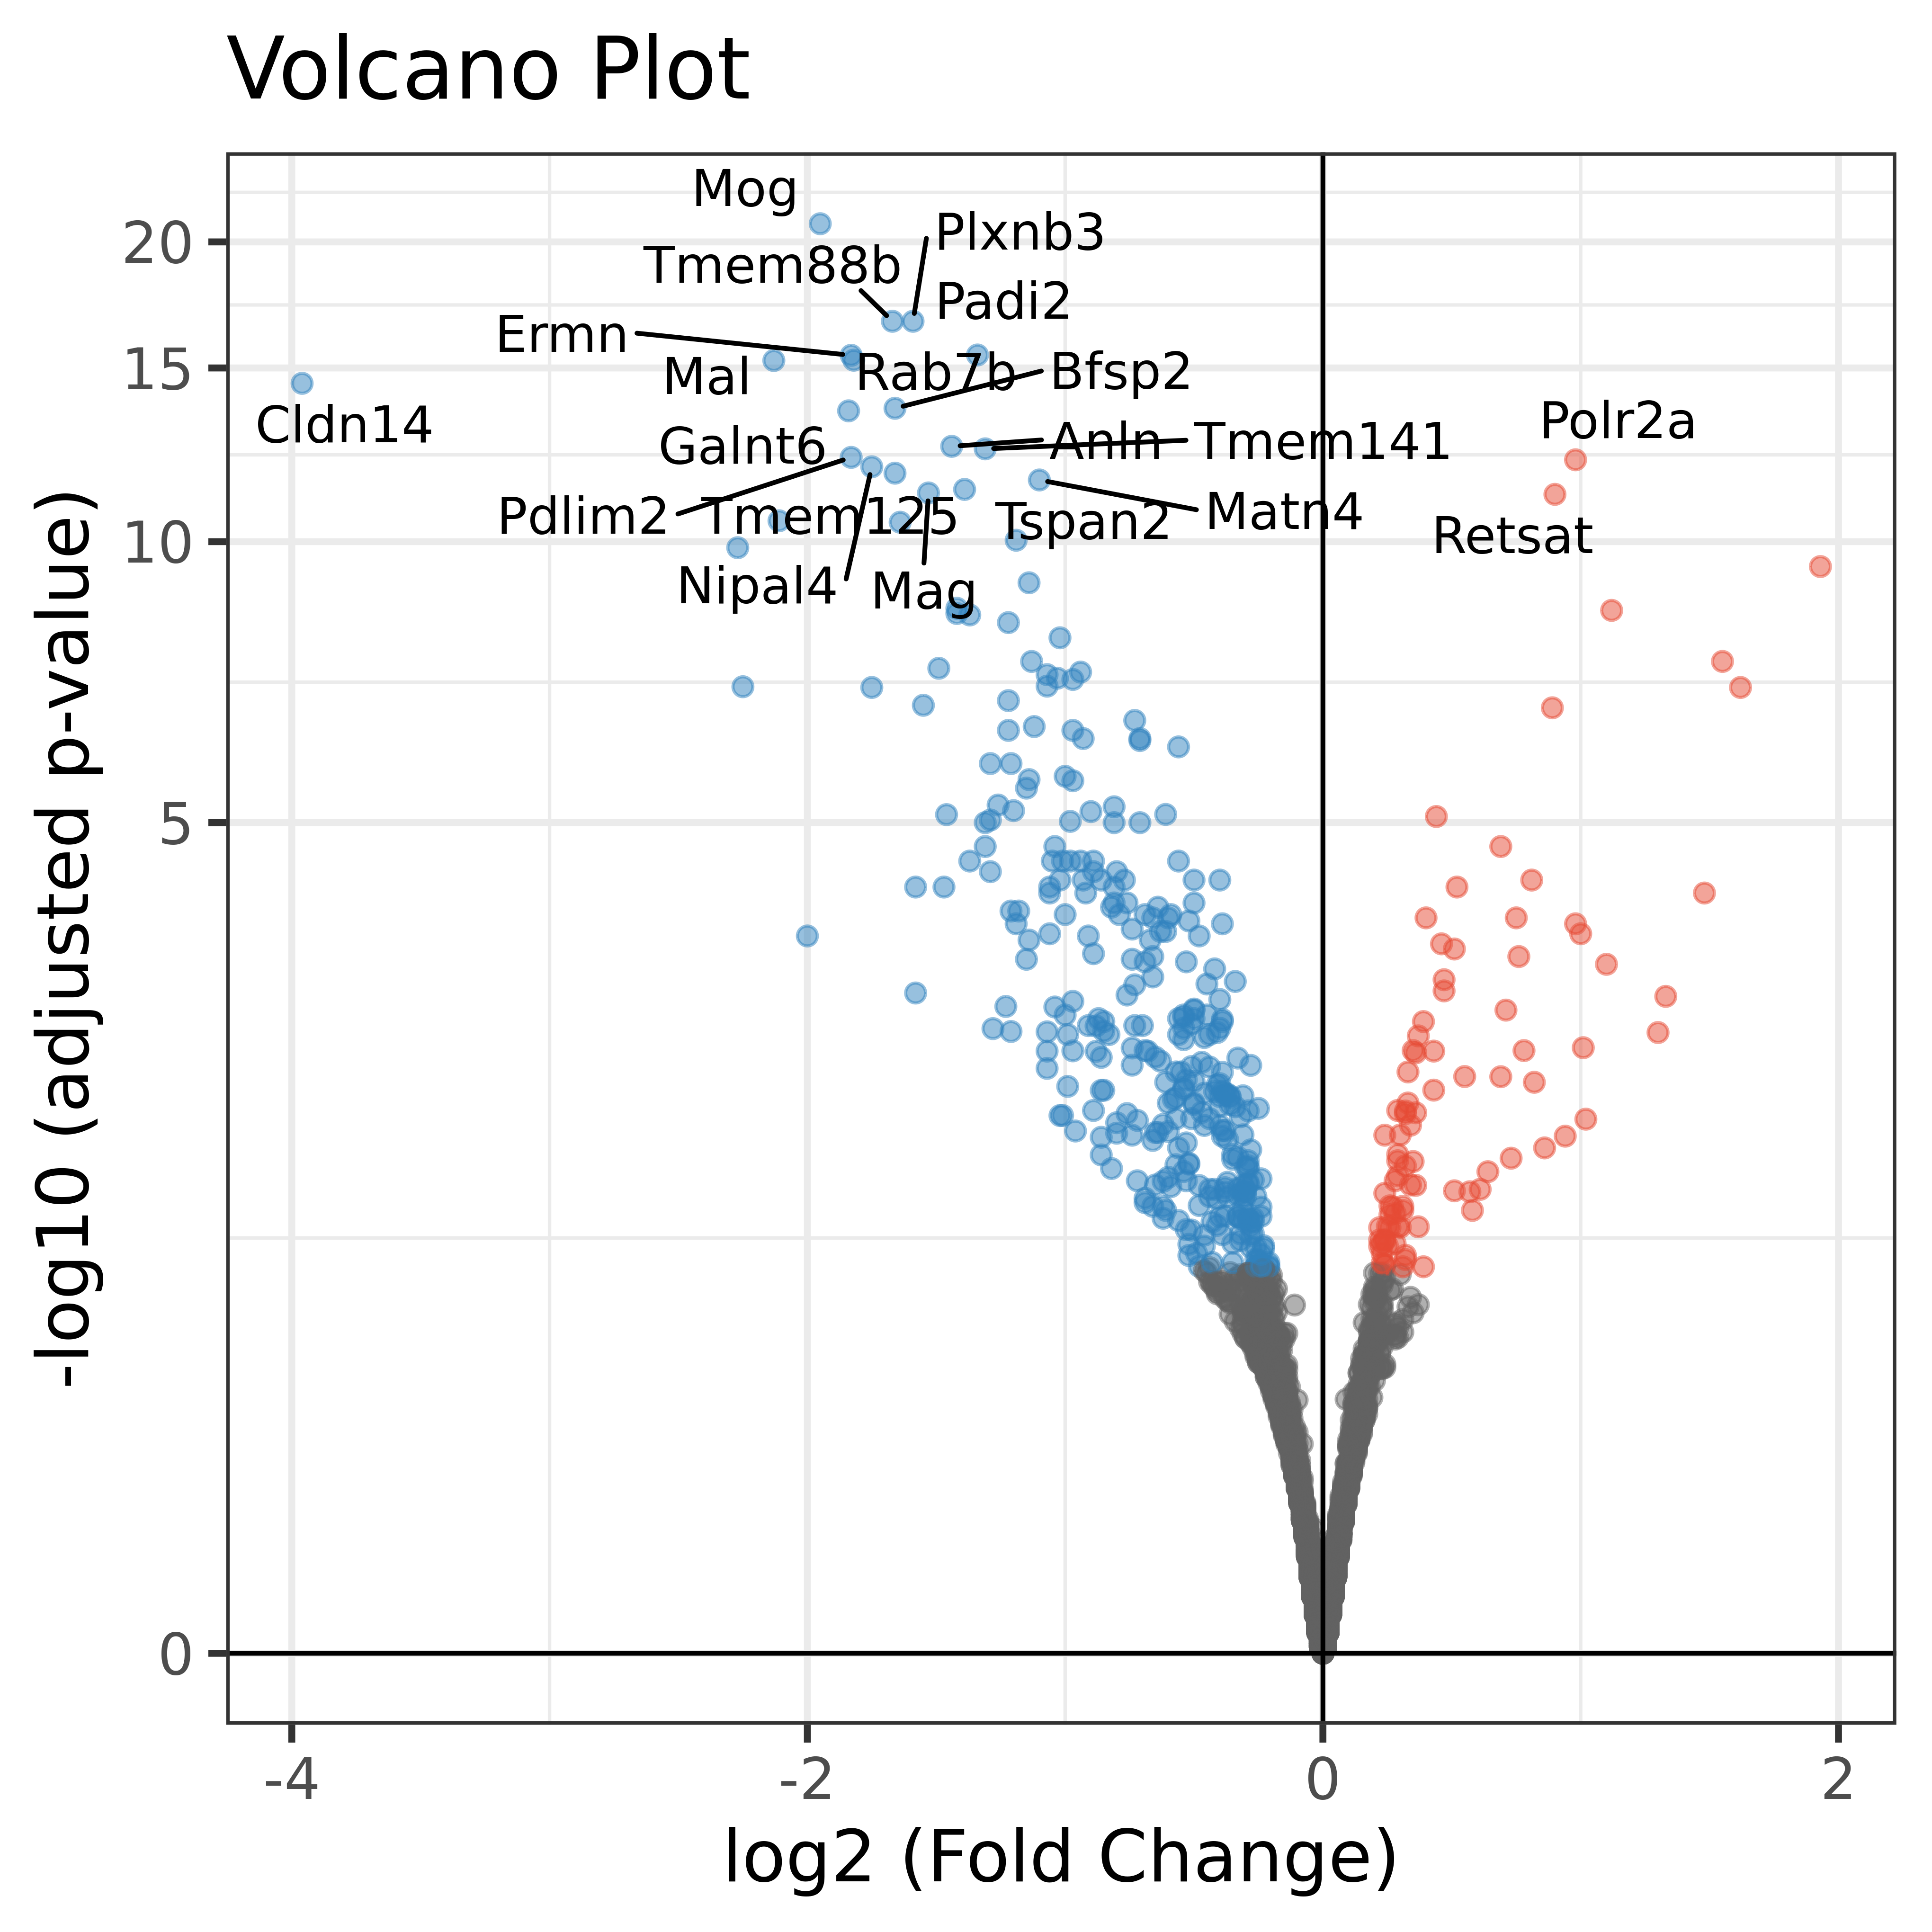 Volcano Plot
Mog
Plxnb3
Tmem88b
Padi2
Ermn
Mal
Rab7b
Bfsp2
Cldn14
Galnt6
Anln
Tmem141
Polr2a
Pdlim2
Tmem125
Tspan2
Matn4
Retsat
Nipal4
Mag
20
15
10
5
0
-log10 (adjusted p-value)
-4
-2
0
2
log2 (Fold Change)